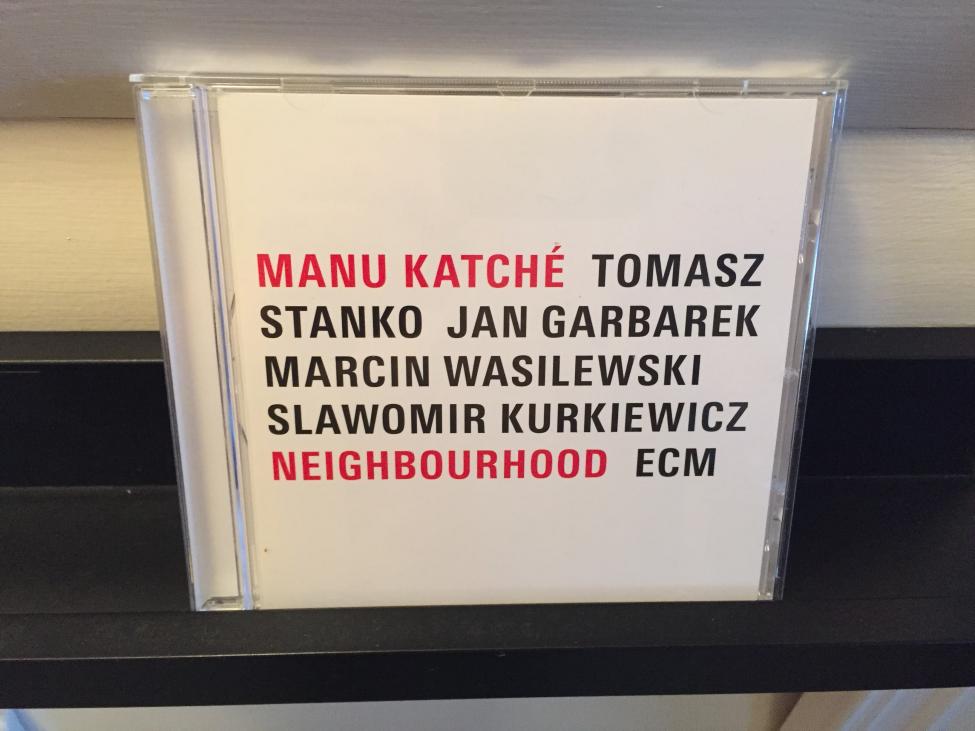 MANU KATCHÉ TOMASZ
STANKO JAN GARBAREK
MARCIN WASILEWSKI
SLAWOMIR KURKIEWICZ
NEIGHBOURHOOD ECM